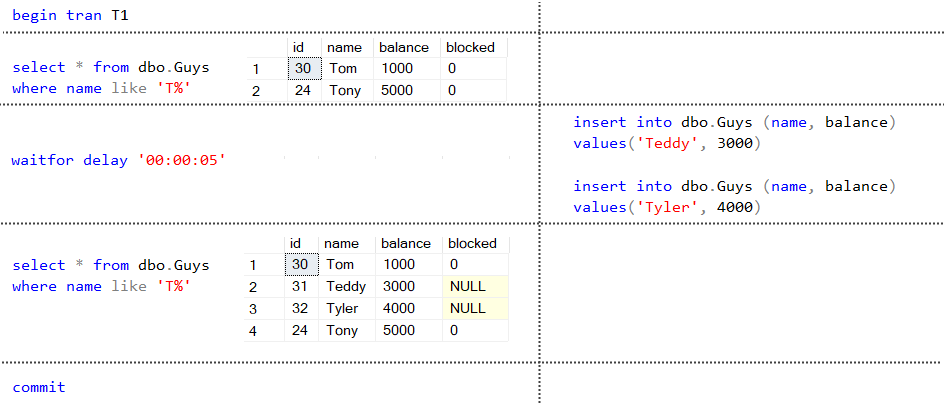 begin tran T1
id name balance blocked
select * from dbo.Guys 1 30 Tom 1000 0
where name like 'T%' 2 24 Tony 5000 0
insert into dbo.Guys (name, balance)
values('Teddy', 3000)
waitfor delay '00:00:05'
insert into dbo.Guys (name, balance)
values('Tyler', 4000)
id name balance blocked
select * from dbo.Guys 1 30 Tom 1000 0
where name like 'T%' 2 31 Teddy 3000 NULL
3 32 Tyler 4000 NULL
4 24 Tony 5000 0
commit